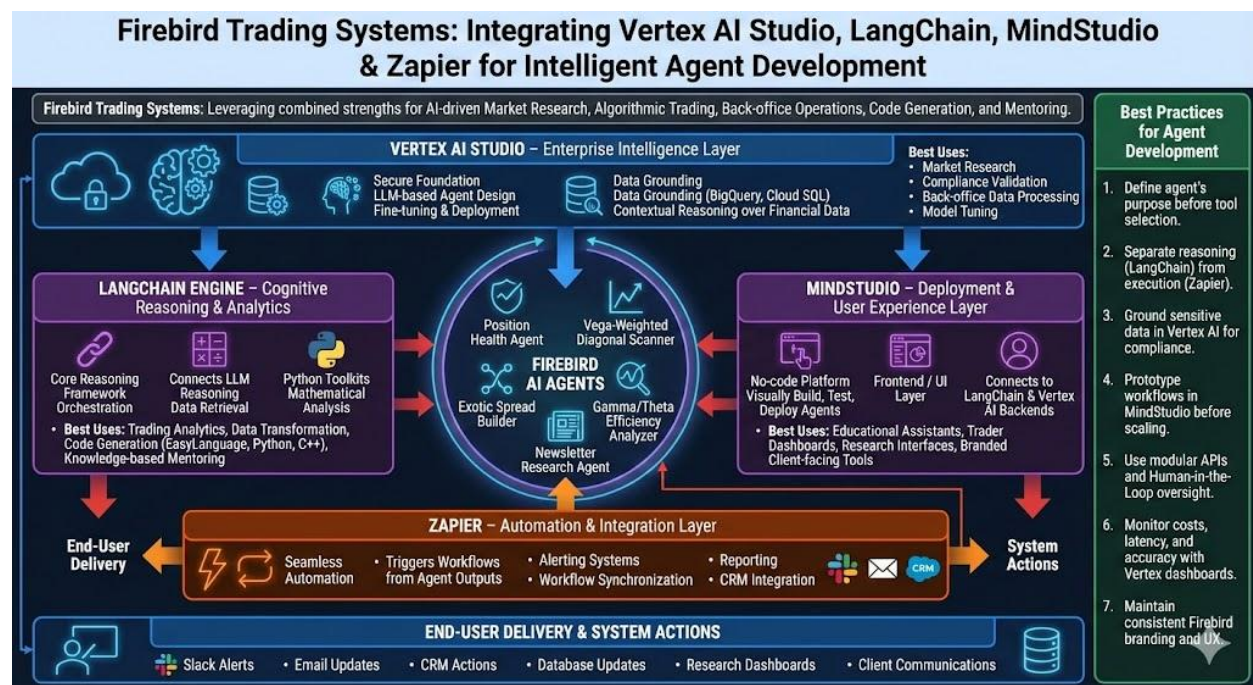 Firebird Trading Systems: Integrating Vertex AI Studio, LangChain, MindStudio
& Zapier for Intelligent Agent Development
Firebird Trading Systems: Leveraging combined strengths for AI-driven Market Research, Algorithmic Trading, Back-office Operations, Code Generation, and Mentoring.
VERTEX AI STUDIO – Enterprise Intelligence Layer
Secure Foundation
LLM-based Agent Design
Fine-tuning & Deployment
Data Grounding
Data Grounding (BigQuery, Cloud SQL)
Contextual Reasoning over Financial Data
Best Uses:
• Market Research
• Compliance Validation
• Back-office Data Processing
• Model Tuning
LANGCHAIN ENGINE – Cognitive
Reasoning & Analytics
Core Reasoning
Framework
Orchestration
Connects LLM
Reasoning
Data Retrieval
Python Toolkits
Mathematical
Analysis
• Best Uses: Trading Analytics, Data Transformation,
Code Generation (EasyLanguage, Python, C++),
Knowledge-based Mentoring
Position
Health Agent
Vega-Weighted
Diagonal Scanner
FIREBIRD
AI AGENTS
Exotic Spread
Builder
Gamma/Theta
Efficiency
Analyzer
Newsletter
Research Agent
MINDSTUDIO – Deployment &
User Experience Layer
No-code Platform
Visually Build, Test,
Deploy Agents
Frontend / UI
Layer
Connects to
LangChain & Vertex
AI Backends
• Best Uses: Educational Assistants, Trader
Dashboards, Research Interfaces, Branded
Client-facing Tools
End-User
Delivery
ZAPIER – Automation & Integration Layer
Seamless
Automation
• Triggers Workflows
from Agent Outputs
• Alerting Systems
• Workflow Synchronization
• Reporting
• CRM Integration
CRM
System
Actions
END-USER DELIVERY & SYSTEM ACTIONS
Slack Alerts
• Email Updates
• CRM Actions
• Database Updates
• Research Dashboards
• Client Communications
Best Practices
for Agent
Development
1. Define agent's
purpose before tool
selection.
2. Separate reasoning
(LangChain) from
execution (Zapier).
3. Ground sensitive
data in Vertex AI for
compliance.
4. Prototype
workflows in
MindStudio before
scaling.
5. Use modular APIs
and Human-in-the-
Loop oversight.
6. Monitor costs,
latency, and
accuracy with
Vertex dashboards.
7. Maintain
consistent Firebird
branding and UX.